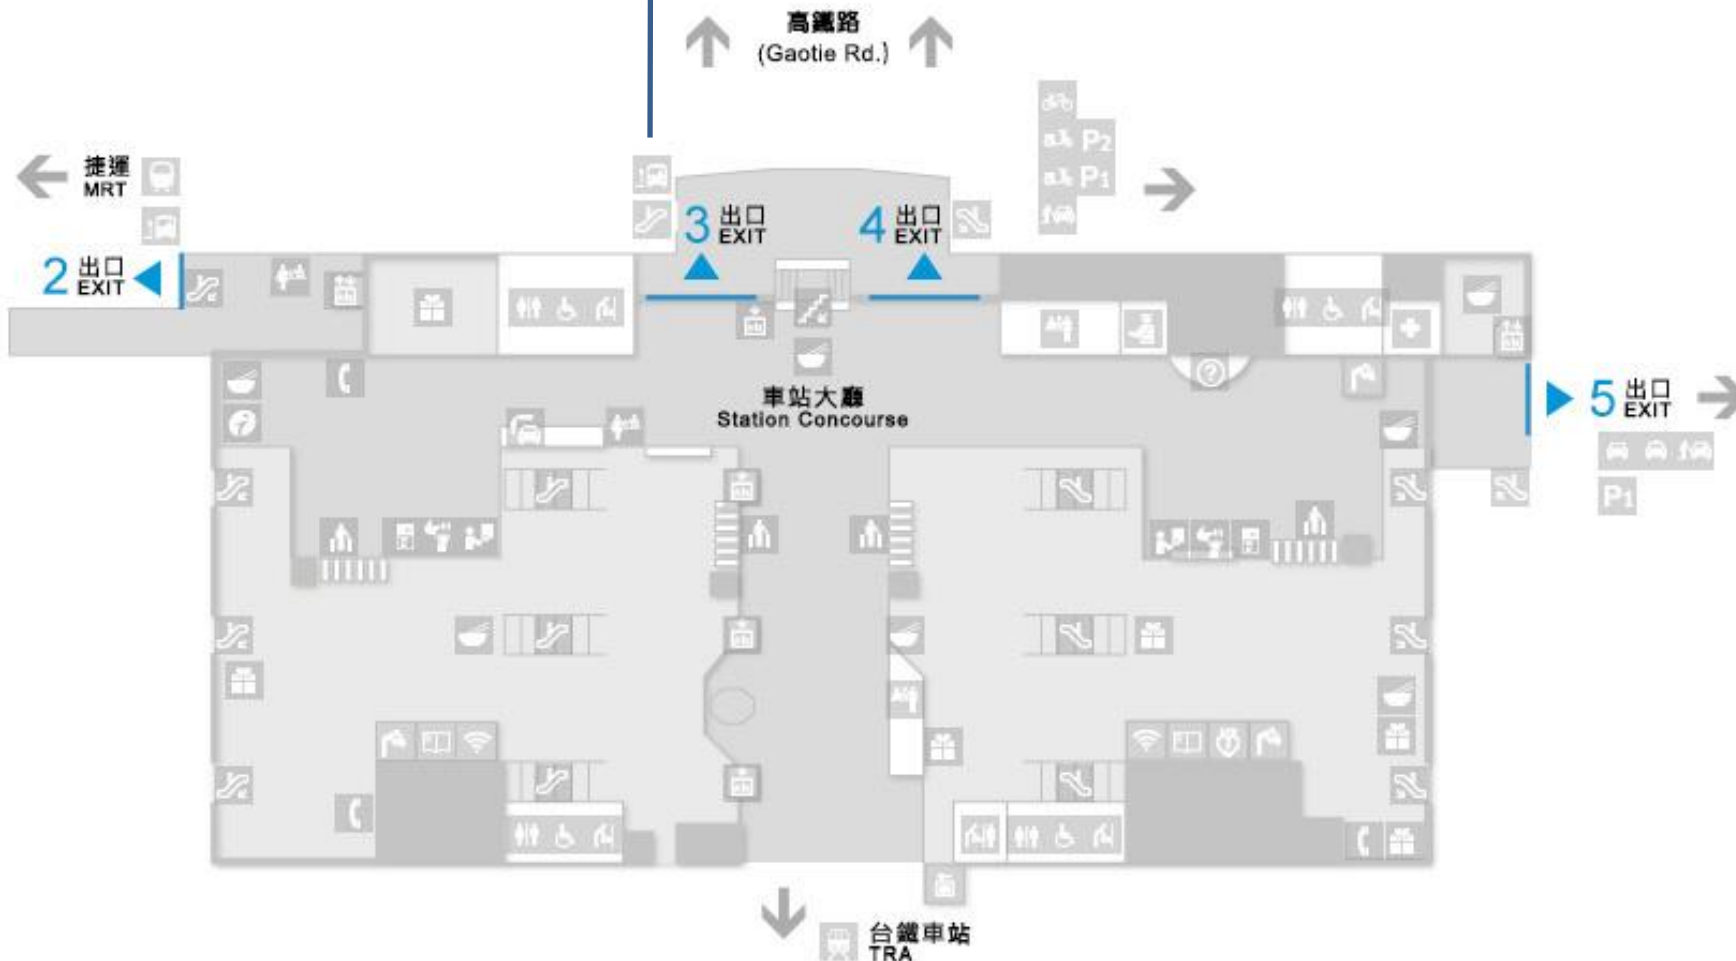 高鐵路
(Gaotie Rd.)
捷運
MRT
P2
P1
2 出口
EXIT
3 出口
EXIT
4 出口
EXIT
車站大廳
Station Concourse
5 出口
EXIT
P1
台鐵車站
TRA